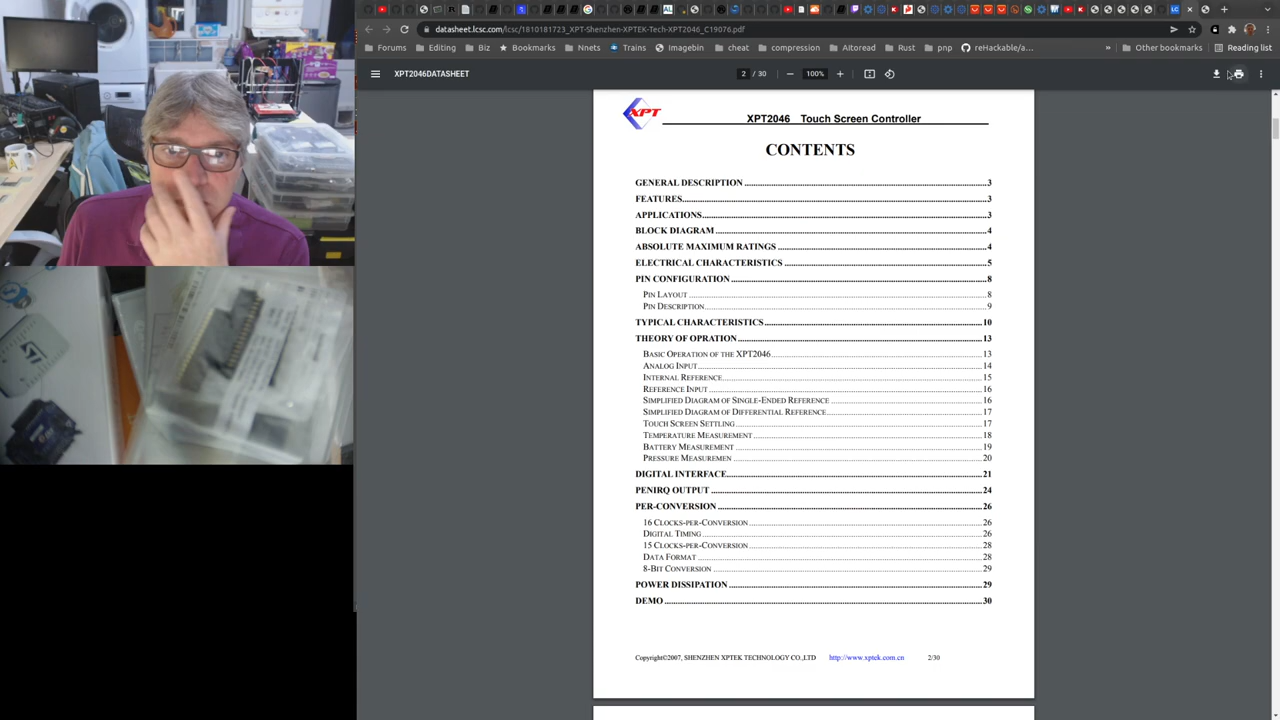 datasheet.lcsc.com/lcsc/1810181723_XPT-Shenzhen-XPTEK-Tech-XPT2046_C19076.pdf
Forums Editing Biz Bookmarks Nnets Trains Imagebin cheat compression Altoread Rust pnp reHackable » Other bookmarks Reading list
XPT2046DATASHEET 2 / 30 — 100% +
XPT XPT2046 Touch Screen Controller
CONTENTS
GENERAL DESCRIPTION 3
FEATURES 3
APPLICATIONS 3
BLOCK DIAGRAM 4
ABSOLUTE MAXIMUM RATINGS 4
ELECTRICAL CHARACTERISTICS 5
PIN CONFIGURATION 8
PIN LAYOUT 8
PIN DESCRIPTION 9
TYPICAL CHARACTERISTICS 10
THEORY OF OPRATION 13
BASIC OPERATION OF THE XPT2046 13
ANALOG INPUT 14
INTERNAL REFERENCE 15
REFERENCE INPUT 16
SIMPLIFIED DIAGRAM OF SINGLE-ENDED REFERENCE 16
SIMPLIFIED DIAGRAM OF DIFFERENTIAL REFERENCE 17
TOUCH SCREEN SETTLING 17
TEMPERATURE MEASUREMENT 18
BATTERY MEASUREMENT 19
PRESSURE MEASUREMEN 20
DIGITAL INTERFACE 21
PENIRQ OUTPUT 24
PER-CONVERSION 26
16 CLOCKS-PER-CONVERSION 26
DIGITAL TIMING 26
15 CLOCKS-PER-CONVERSION 28
DATA FORMAT 28
8-BIT CONVERSION 29
POWER DISSIPATION 29
DEMO 30
Copyright©2007, SHENZHEN XPTEK TECHNOLOGY CO.,LTD http://www.xptek.com.cn 2/30